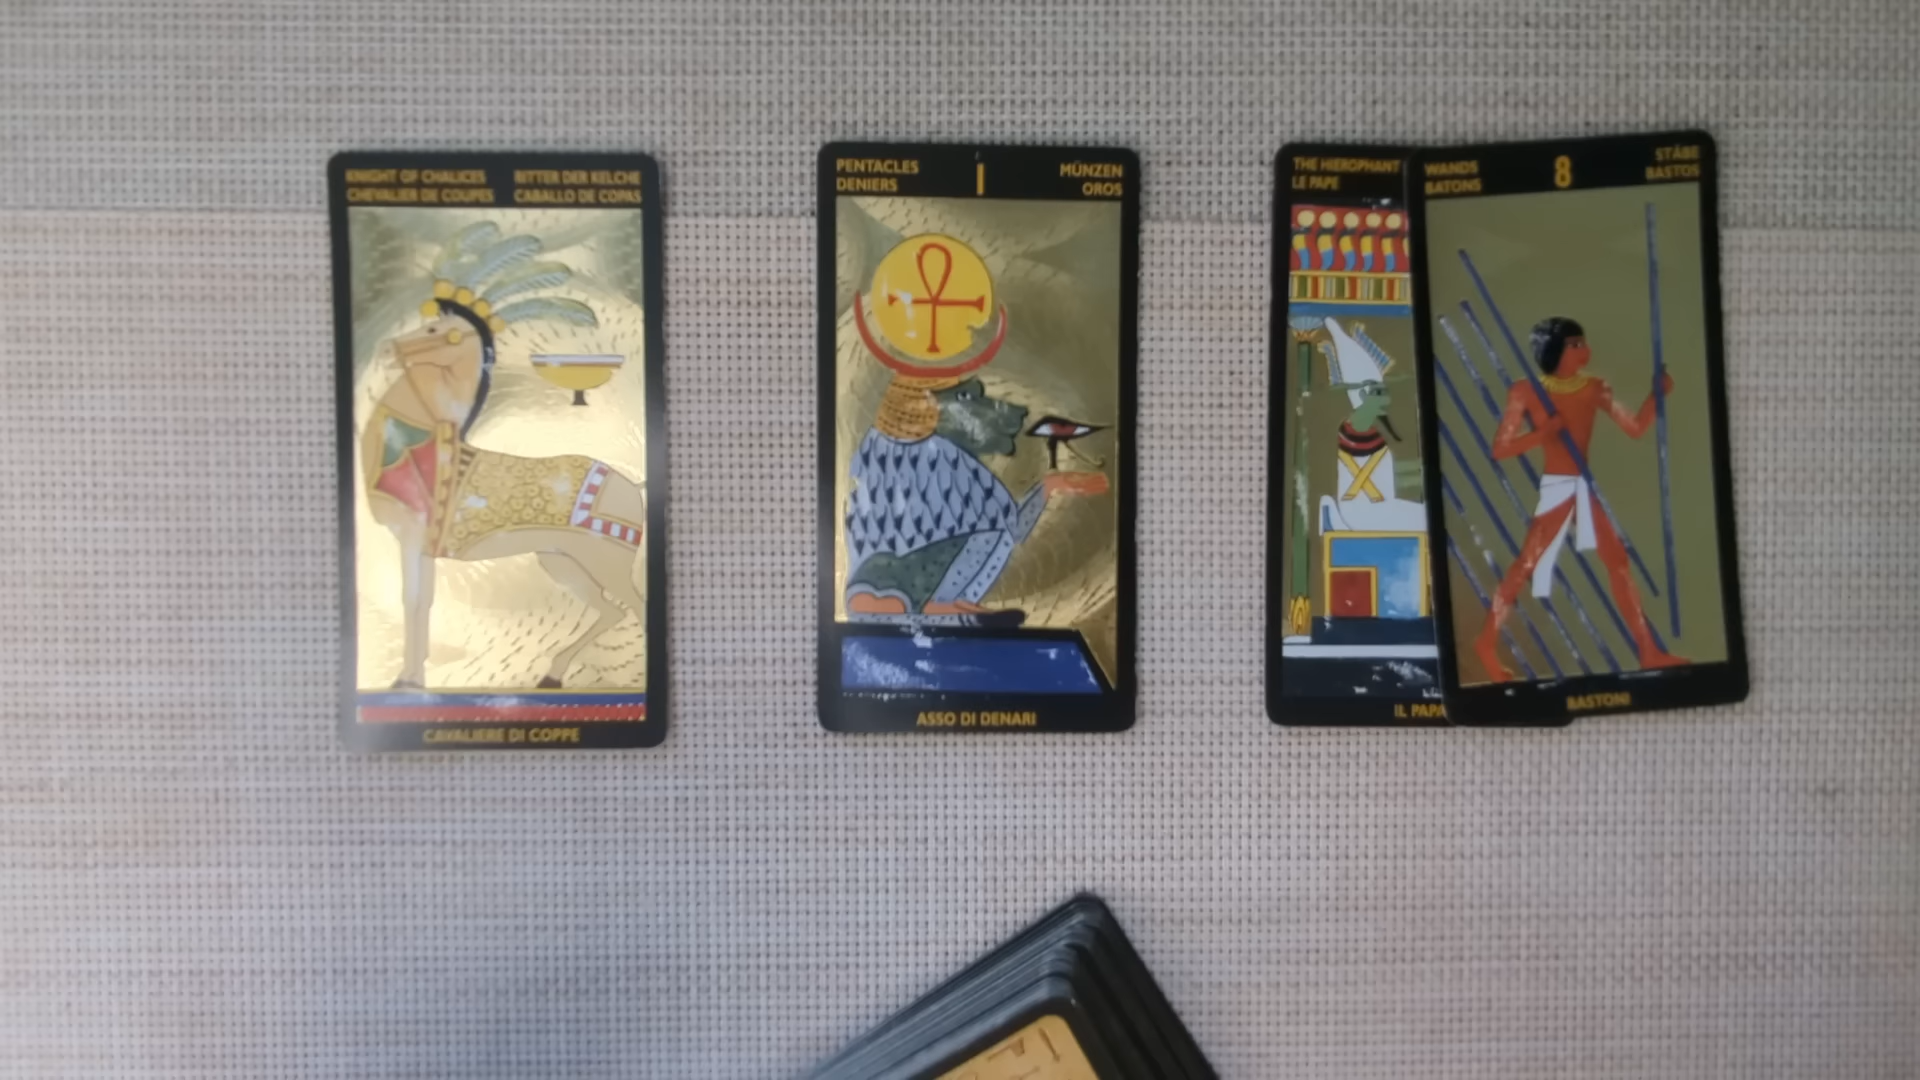 KNIGHT OF CHALICES
CHEVALIER DE COUPES
RITTER DER KELCHE
CABALLO DE COPAS
CAVALIERE DI COPPE
PENTACLES
DENIERS
I
MÜNZEN
OROS
ASSO DI DENARI
THE HIEROPHANT
LE PAPE
IL PAPA
WANDS
BATONS
8
STÄBE
BASTOS
BASTONI